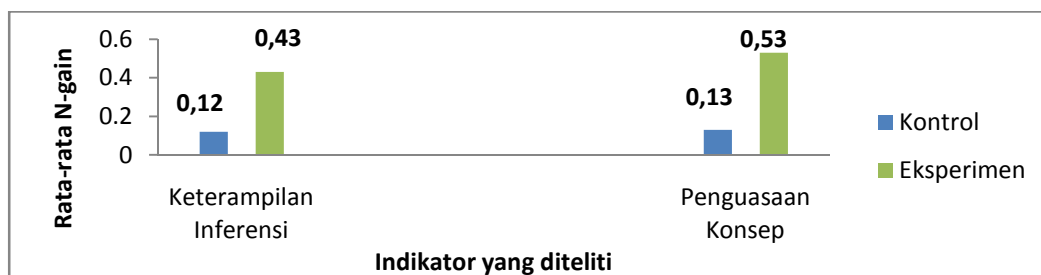 Rata-rata N-gain
0.6
0.4
0.2
0
0,12
0,43
0,13
0,53
Keterampilan
Inferensi
Penguasaan
Konsep
Indikator yang diteliti
Kontrol
Eksperimen